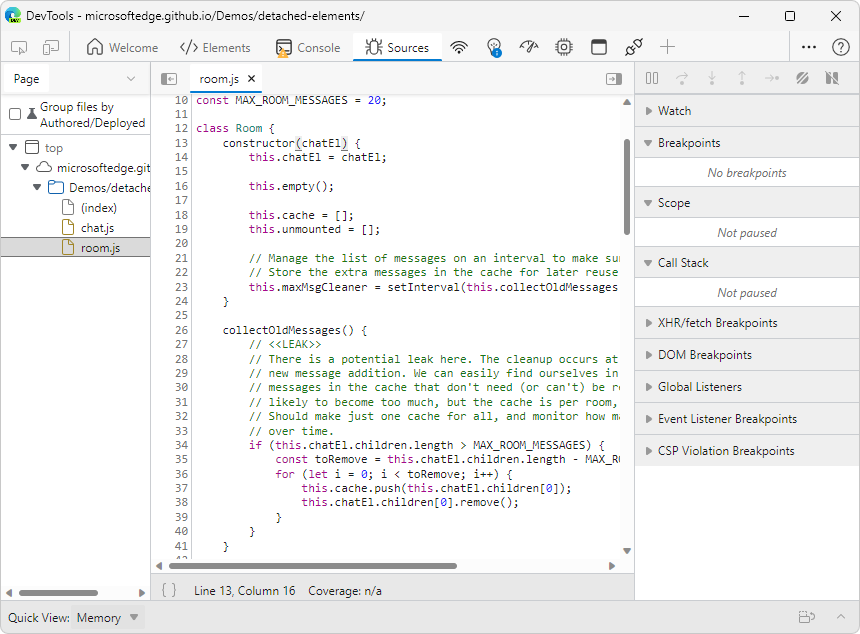 DevTools - microsoftedge.github.io/Demos/detached-elements/
Welcome
Elements
Console
Sources
Page
Group files by
Authored/Deployed
top
microsoftedge.git
Demos/detache
(index)
chat.js
room.js
room.js
10 const MAX_ROOM_MESSAGES = 20;
11
12 class Room {
13     constructor(chatEl) {
14         this.chatEl = chatEl;
15
16         this.empty();
17
18         this.cache = [];
19         this.unmounted = [];
20
21         // Manage the list of messages on an interval to make su
22         // Store the extra messages in the cache for later reuse
23         this.maxMsgCleaner = setInterval(this.collectOldMessages
24     }
25
26     collectOldMessages() {
27         // <<LEAK>>
28         // There is a potential leak here. The cleanup occurs at
29         // new message addition. We can easily find ourselves in
30         // messages in the cache that don't need (or can't) be re
31         // likely to become too much, but the cache is per room,
32         // Should make just one cache for all, and monitor how m
33         // over time.
34         if (this.chatEl.children.length > MAX_ROOM_MESSAGES) {
35             const toRemove = this.chatEl.children.length - MAX_RO
36             for (let i = 0; i < toRemove; i++) {
37                 this.cache.push(this.chatEl.children[0]);
38                 this.chatEl.children[0].remove();
39             }
40         }
41     }
{ } Line 13, Column 16 Coverage: n/a
Watch
Breakpoints
No breakpoints
Scope
Not paused
Call Stack
Not paused
XHR/fetch Breakpoints
DOM Breakpoints
Global Listeners
Event Listener Breakpoints
CSP Violation Breakpoints
Quick View: Memory